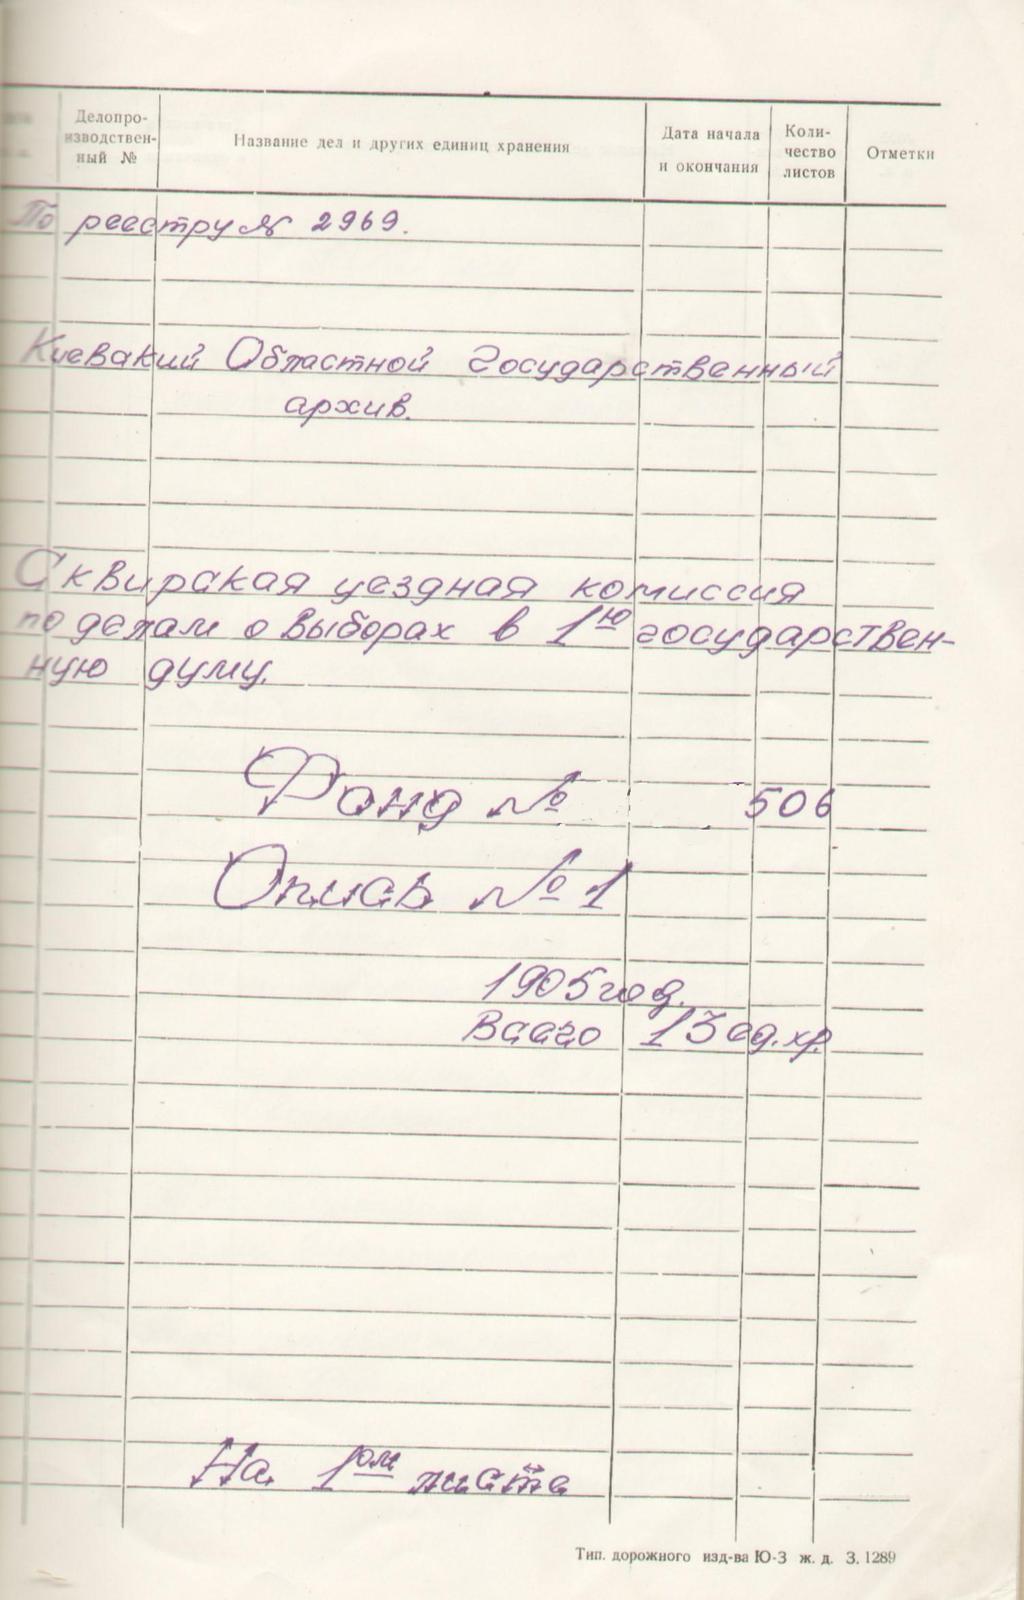 Делопро-
изводствен-
ный №
Название дел и других единиц хранения
Дата начала
и окончания
Коли-
чество
листов
Отметки
По реестру № 2969.
Киевский Областной Государственный
архив.
Сквирская уездная комиссия
по делам о выборах в 1ю государствен-
ную думу.
Фонд № 506
Опись № 1
1905 год.
Всего 13 ед. хр.
На 1ом листе
Тип. дорожного изд-ва Ю-З ж. д. З. 1289